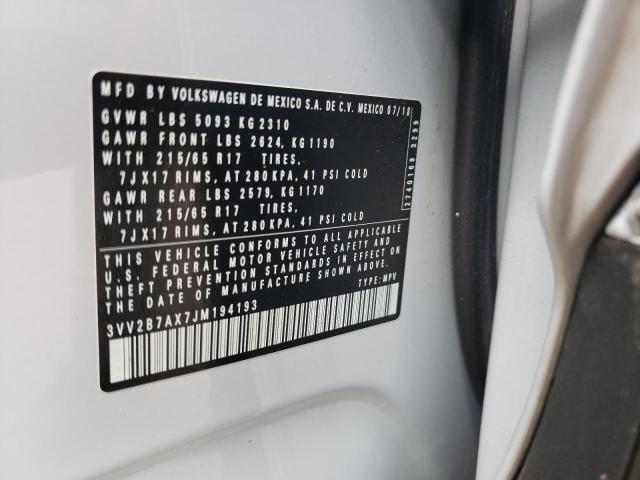 MFD BY VOLKSWAGEN DE MEXICO S.A. DE C.V. MEXICO 07/18
GVWR LBS 5093 KG 2310
GAWR FRONT LBS 2624, KG 1190
WITH 215/65 R17 TIRES,
7JX17 RIMS, AT 280 KPA, 41 PSI COLD
GAWR REAR LBS 2579, KG 1170
WITH 215/65 R17 TIRES,
7JX17 RIMS, AT 280 KPA, 41 PSI COLD
THIS VEHICLE CONFORMS TO ALL APPLICABLE
U.S. FEDERAL MOTOR VEHICLE SAFETY AND
THEFT PREVENTION STANDARDS IN EFFECT ON
THE DATE OF MANUFACTURE SHOWN ABOVE.
3VV2B7AX7JM194193 TYPE: MPV
2740169 3299